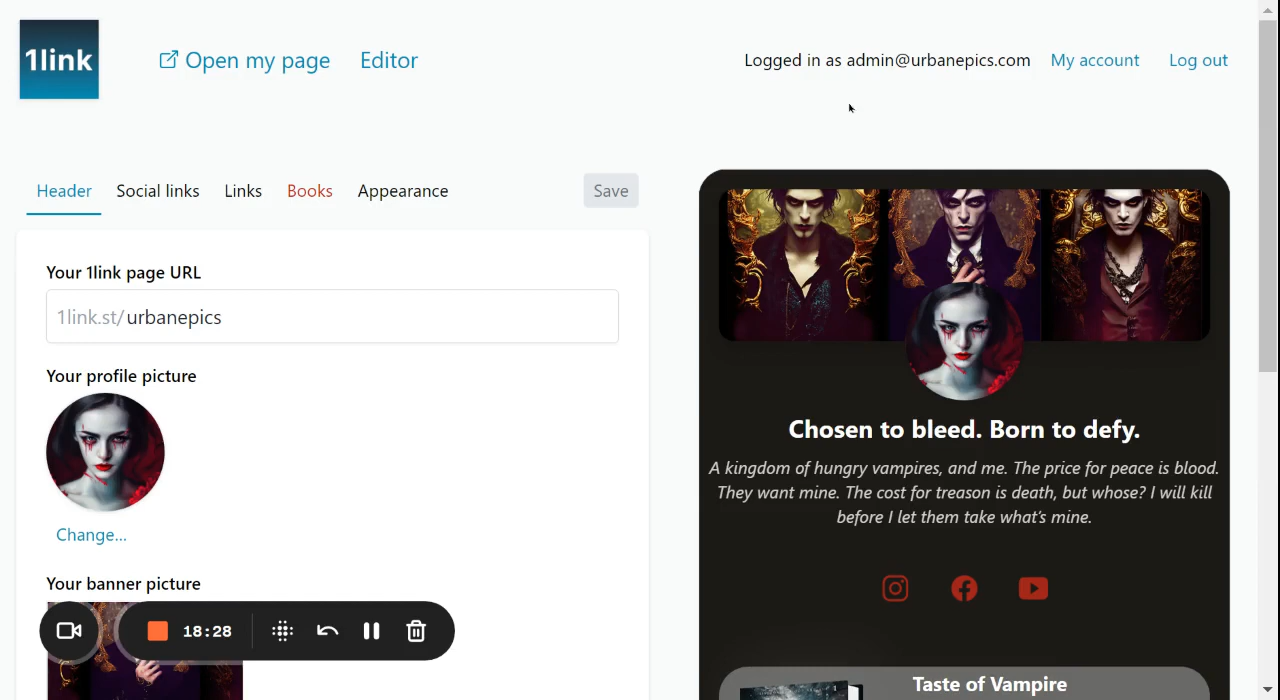 1link
Open my page
Editor
Logged in as admin@urbanepics.com
My account
Log out
Header
Social links
Links
Books
Appearance
Save
Your 1link page URL
1link.st/urbanepics
Your profile picture
Change...
Your banner picture
18:28
Chosen to bleed. Born to defy.
A kingdom of hungry vampires, and me. The price for peace is blood.
They want mine. The cost for treason is death, but whose? I will kill
before I let them take what's mine.
Taste of Vampire